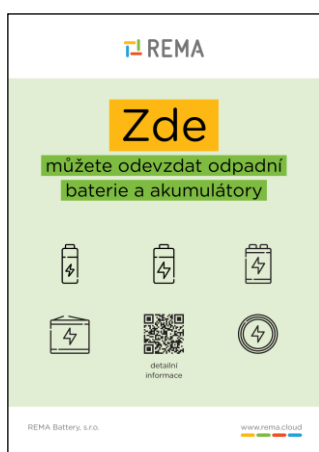 REMA
Zde
můžete odevzdat odpadní
baterie a akumulátory
detailní
informace
REMA Battery, s.r.o.
www.rema.cloud